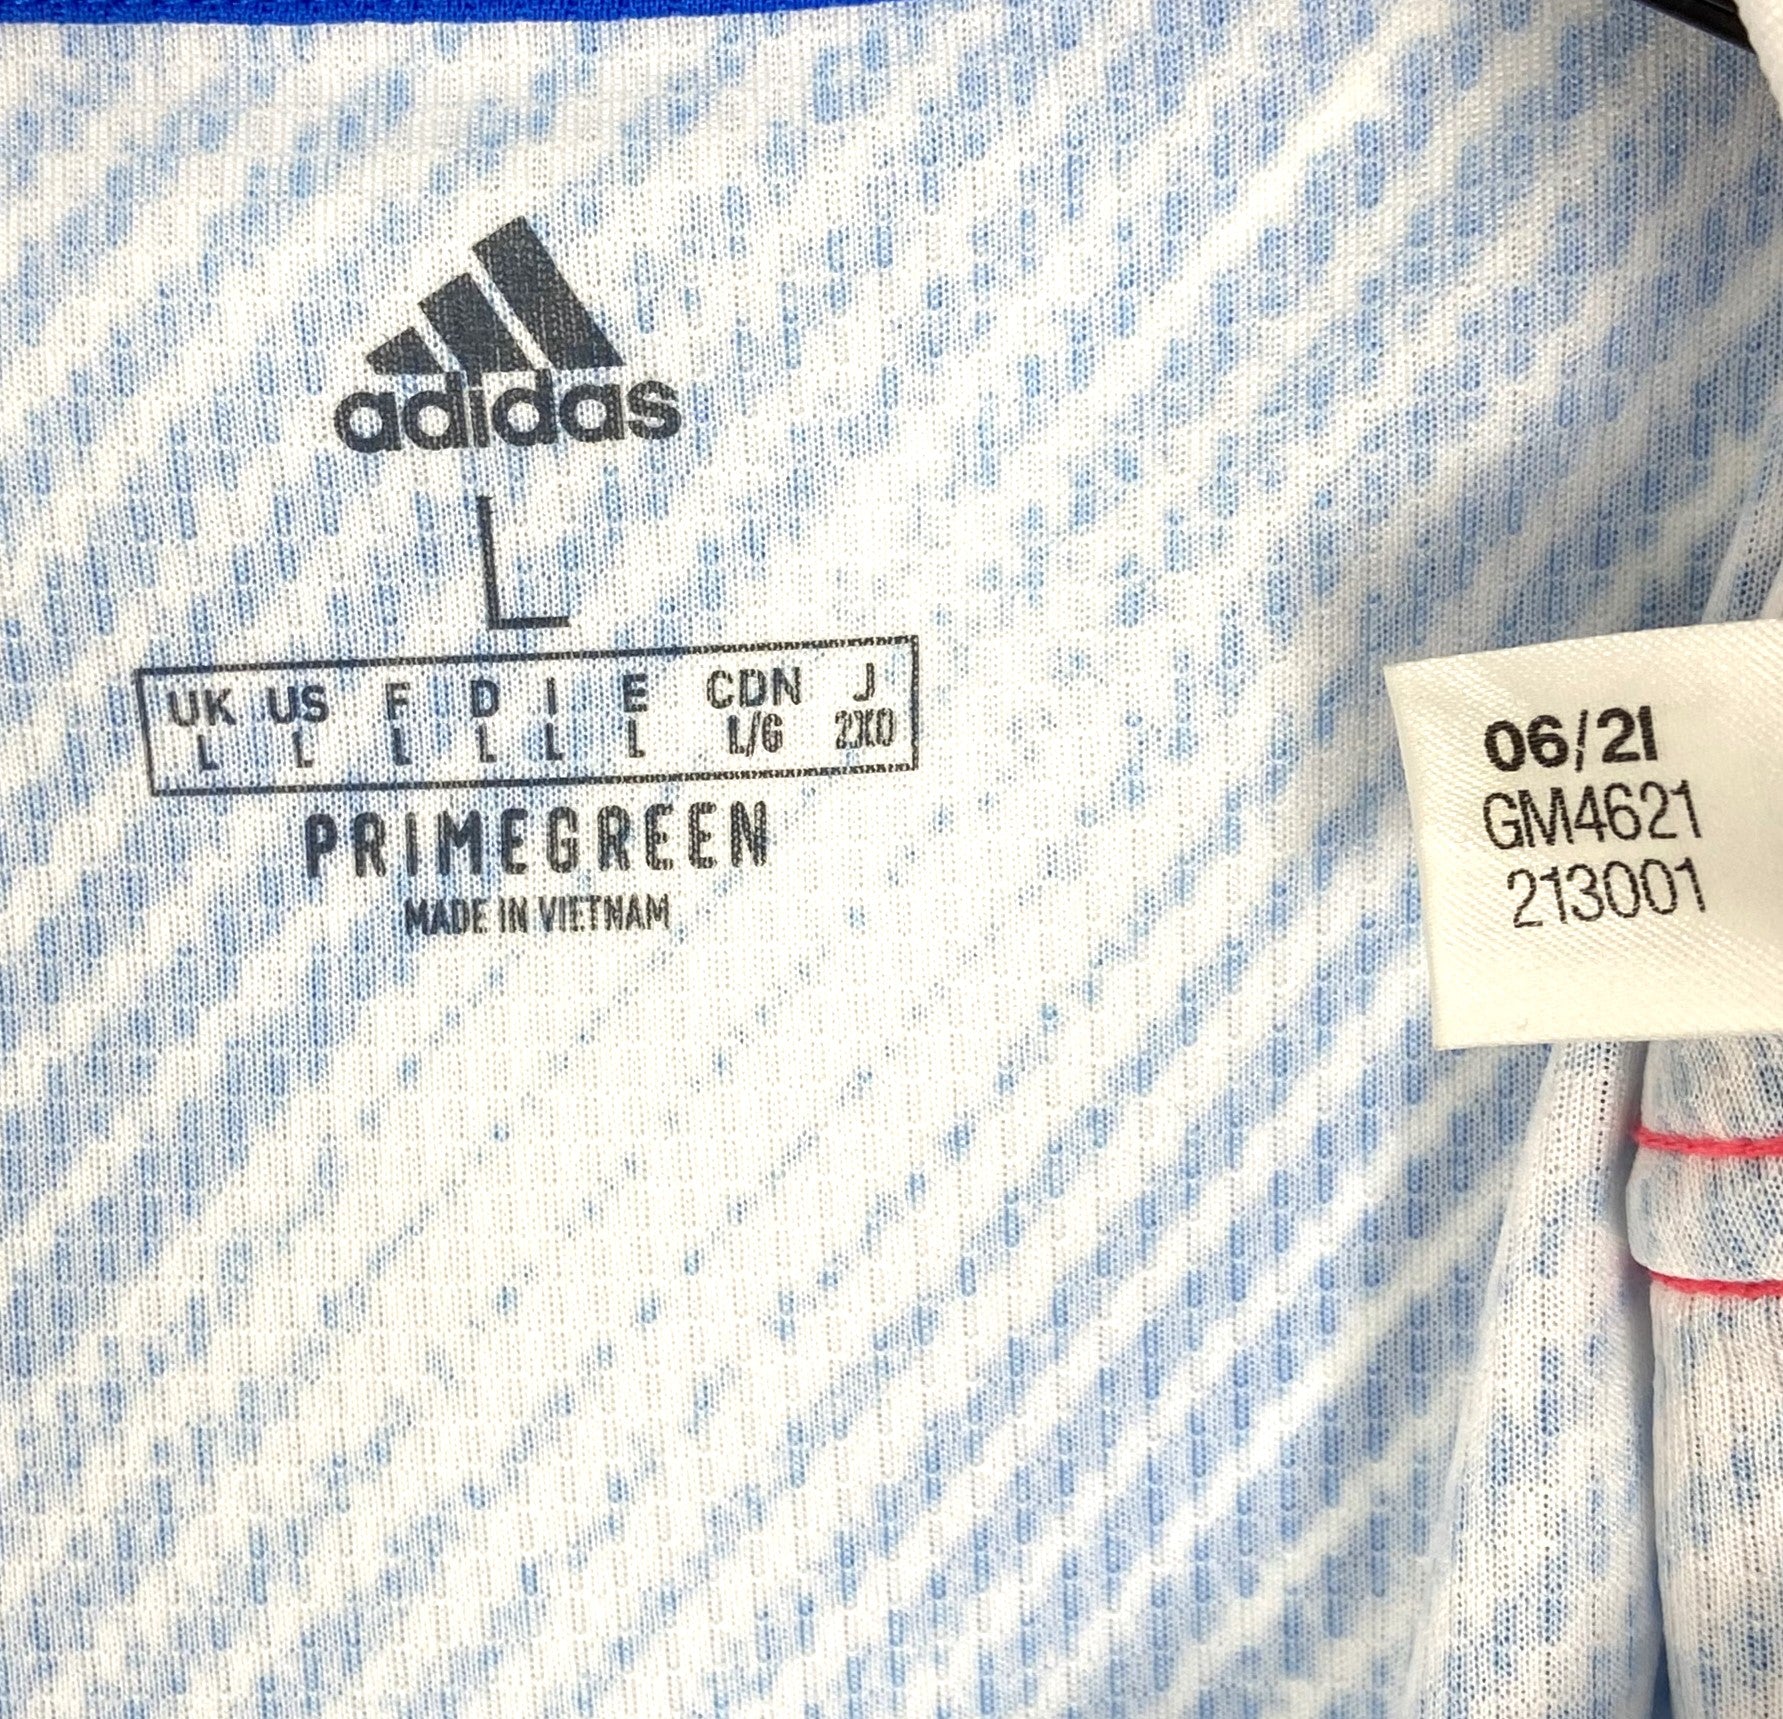 adidas
L
UK US F D I E CDN J
L L L L L L L/G 2XO
PRIMEGREEN
MADE IN VIETNAM
06/21
GM4621
213001